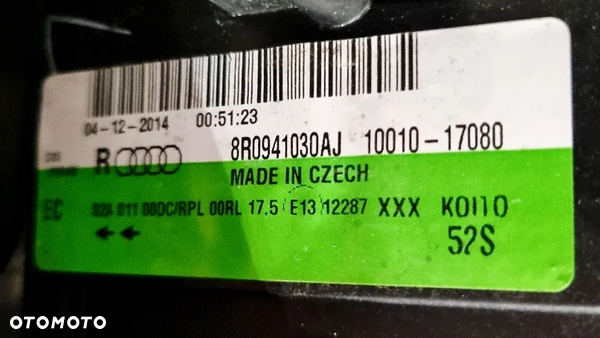 04-12-2014 00:51:23
R 8R0941030AJ 10010-17080
MADE IN CZECH
EC 02A 011 00DC/RPL 00RL 17,5 E13 12287 XXX KOITO
52S
OTOMOTO